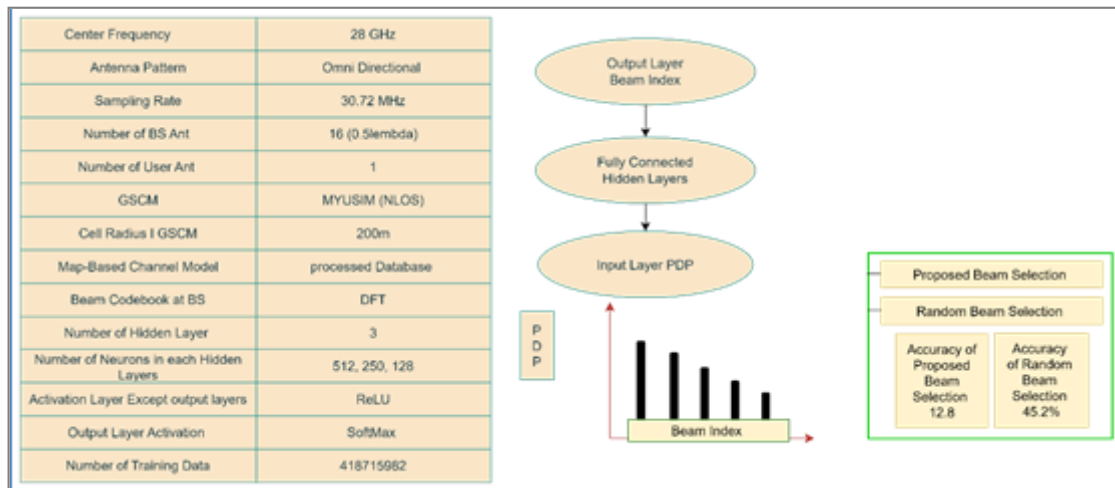 Center Frequency 28 GHz
Antenna Pattern Omni Directional
Sampling Rate 30.72 MHz
Number of BS Ant 16 (0.5lembda)
Number of User Ant 1
GSCM MYUSIM (NLOS)
Cell Radius I GSCM 200m
Map-Based Channel Model processed Database
Beam Codebook at BS DFT
Number of Hidden Layer 3
Number of Neurons in each Hidden
Layers 512, 250, 128
Activation Layer Except output layers ReLU
Output Layer Activation SoftMax
Number of Training Data 418715982
Output Layer
Beam Index
Fully Connected
Hidden Layers
Input Layer PDP
P
D
P
Beam Index
Proposed Beam Selection
Random Beam Selection
Accuracy of
Proposed
Beam
Selection
12.8
Accuracy
of Random
Beam
Selection
45.2%